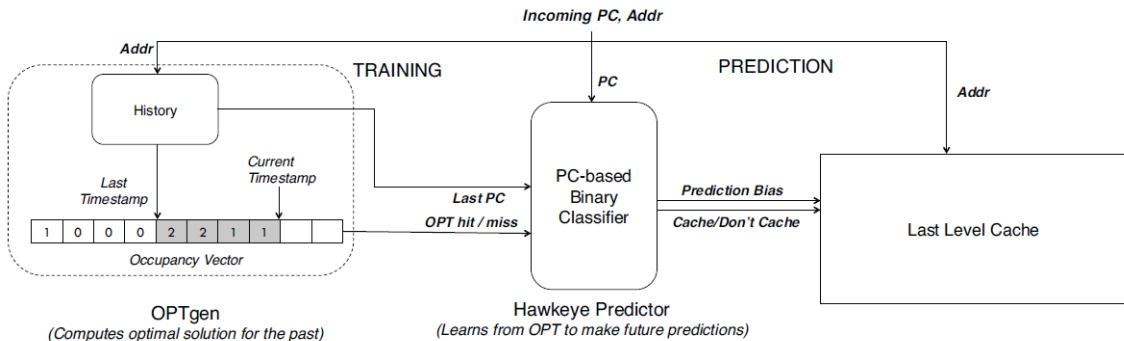 Incoming PC, Addr
Addr
TRAINING
PREDICTION
PC
Addr
History
Last
Timestamp
Current
Timestamp
Last PC
OPT hit / miss
PC-based
Binary
Classifier
Prediction Bias
Cache/Don't Cache
Last Level Cache
1 0 0 0 2 2 1 1
Occupancy Vector
OPTgen
(Computes optimal solution for the past)
Hawkeye Predictor
(Learns from OPT to make future predictions)